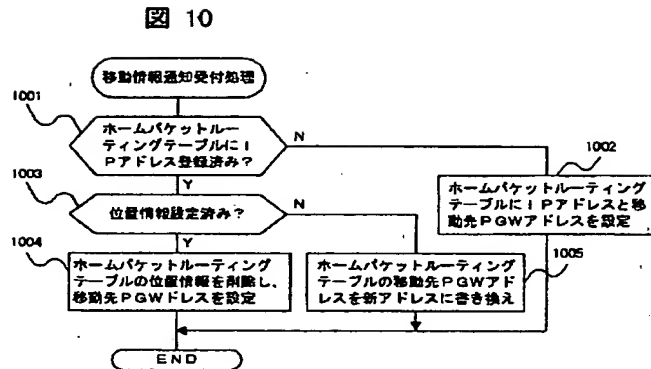 図 10
移動情報通知受付処理
1001
ホームパケットルー
ティングテーブルにI
Pアドレス登録済み?
N
1002
Y
ホームパケットルーティング
テーブルにIPアドレスと移
動先PGWアドレスを設定
1003
位置情報設定済み?
N
Y
1004
ホームパケットルーティング
テーブルの位置情報を削除し、
移動先PGWドレスを設定
ホームパケットルーティング
テーブルの移動先PGWアド
レスを新アドレスに書き換え
1005
END